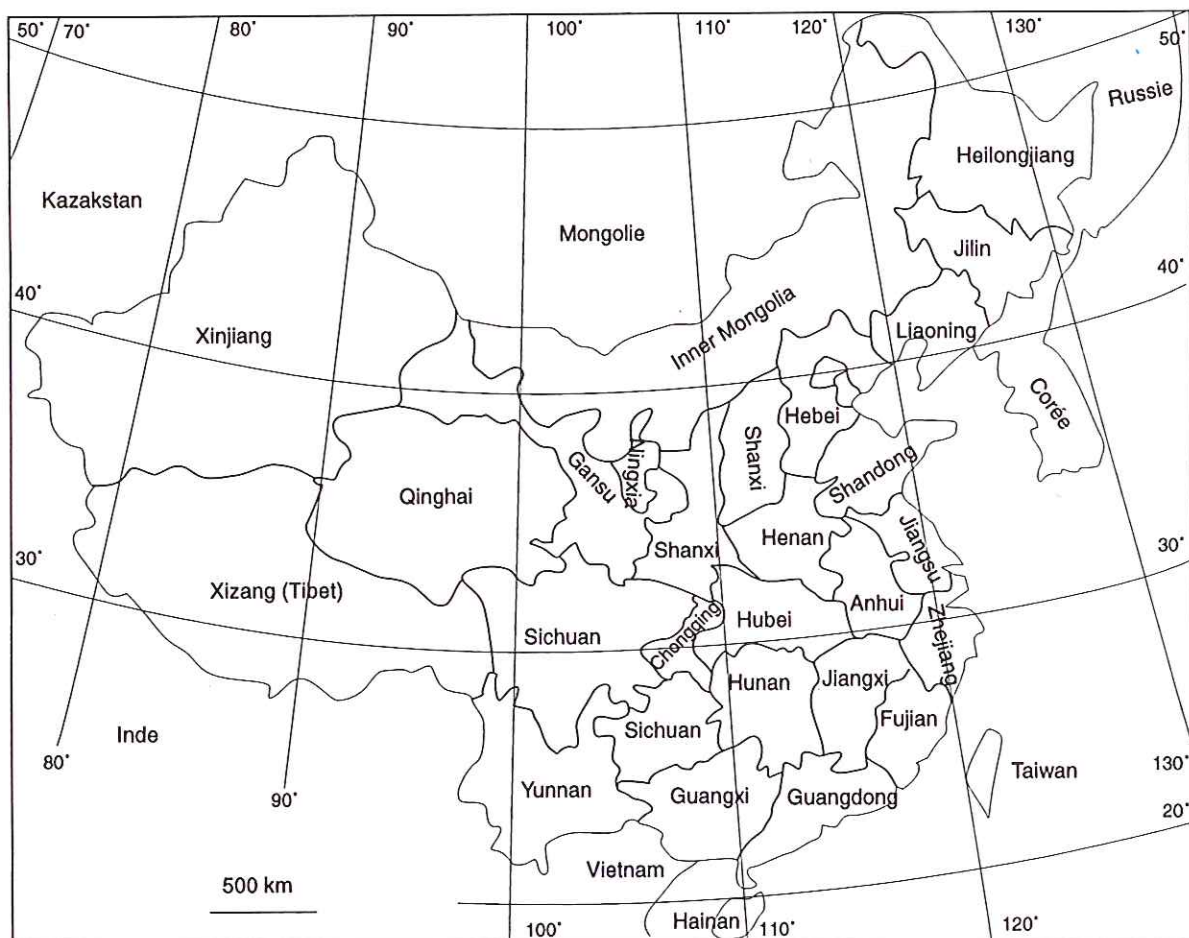 50° 70° 80° 90° 100° 110° 120° 130° 50°
Russie
Heilongjiang
Kazakstan
Mongolie
Jilin
40° 40°
Xinjiang
Inner Mongolia
Liaoning
Corée
Hebei
Shanxi
Shandong
Gansu
Ningxia
Qinghai
Jiangsu
Henan
Shanxi
30° 30°
Xizang (Tibet)
Anhui
Zhejiang
Sichuan
Chongqing
Hubei
Hunan
Jiangxi
Fujian
Sichuan
Inde
80°
Taiwan
130°
Yunnan
Guangxi
Guangdong
90°
20°
Vietnam
500 km
Hainan
100° 110° 120°